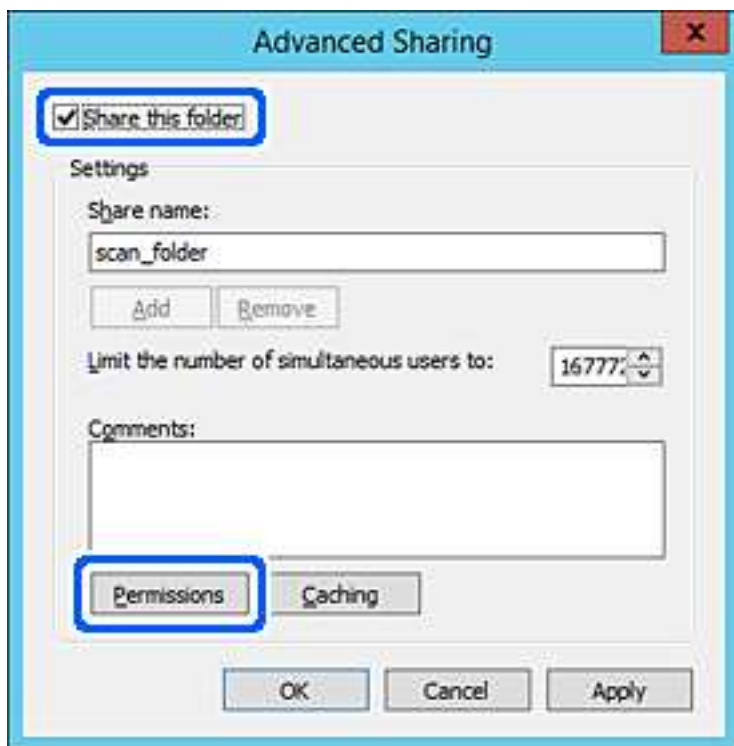 Advanced Sharing
Share this folder
Settings
Share name:
scan_folder
Add Remove
Limit the number of simultaneous users to:
Comments:
Permissions Caching
OK Cancel Apply